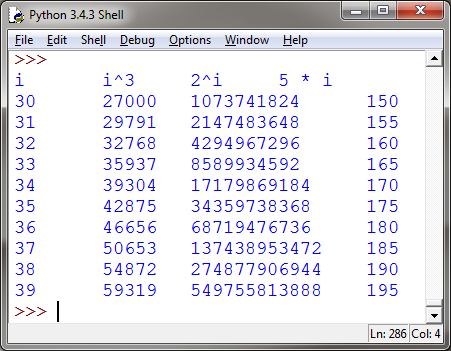 Python 3.4.3 Shell
File Edit Shell Debug Options Window Help
>>>
i i^3 2^i 5 * i
30 27000 1073741824 150
31 29791 2147483648 155
32 32768 4294967296 160
33 35937 8589934592 165
34 39304 17179869184 170
35 42875 34359738368 175
36 46656 68719476736 180
37 50653 137438953472 185
38 54872 274877906944 190
39 59319 549755813888 195
>>>
Ln: 286 Col: 4